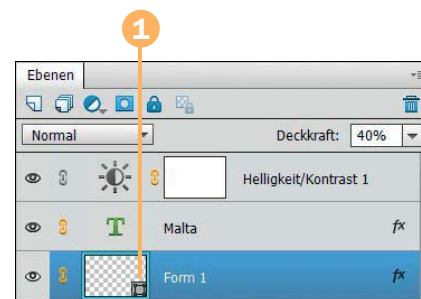 1
Ebenen
Normal Deckkraft: 40%
Helligkeit/Kontrast 1
T Malta fx
Form 1 fx